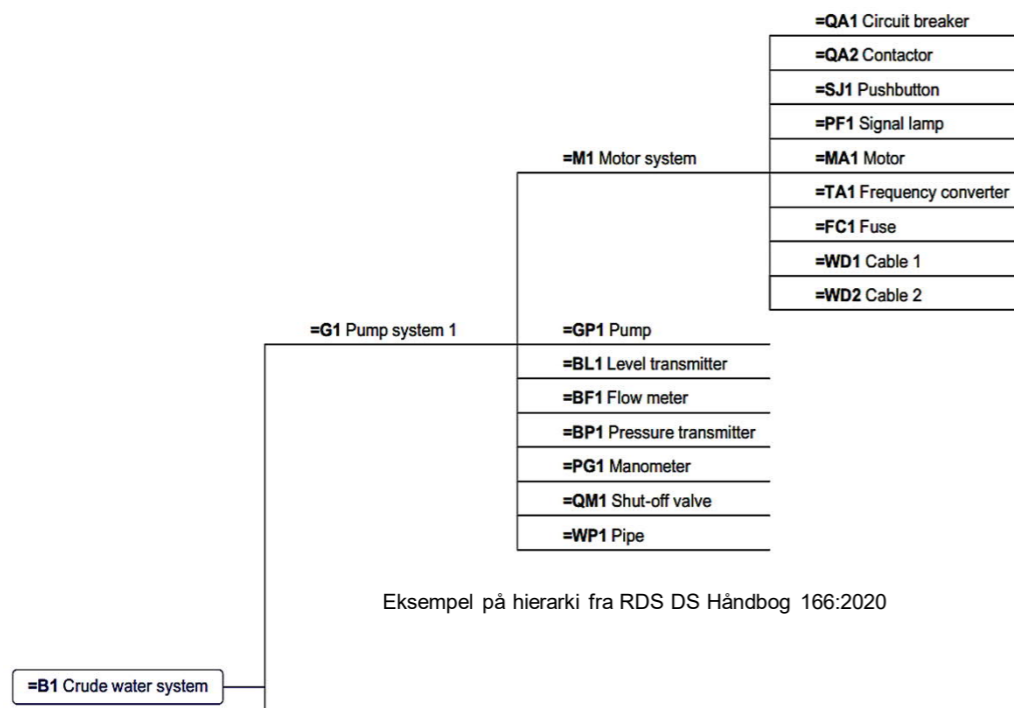 =QA1 Circuit breaker
=QA2 Contactor
=SJ1 Pushbutton
=PF1 Signal lamp
=M1 Motor system
=MA1 Motor
=TA1 Frequency converter
=FC1 Fuse
=WD1 Cable 1
=WD2 Cable 2
=G1 Pump system 1
=GP1 Pump
=BL1 Level transmitter
=BF1 Flow meter
=BP1 Pressure transmitter
=PG1 Manometer
=QM1 Shut-off valve
=WP1 Pipe
Eksempel på hierarki fra RDS DS Håndbog 166:2020
=B1 Crude water system